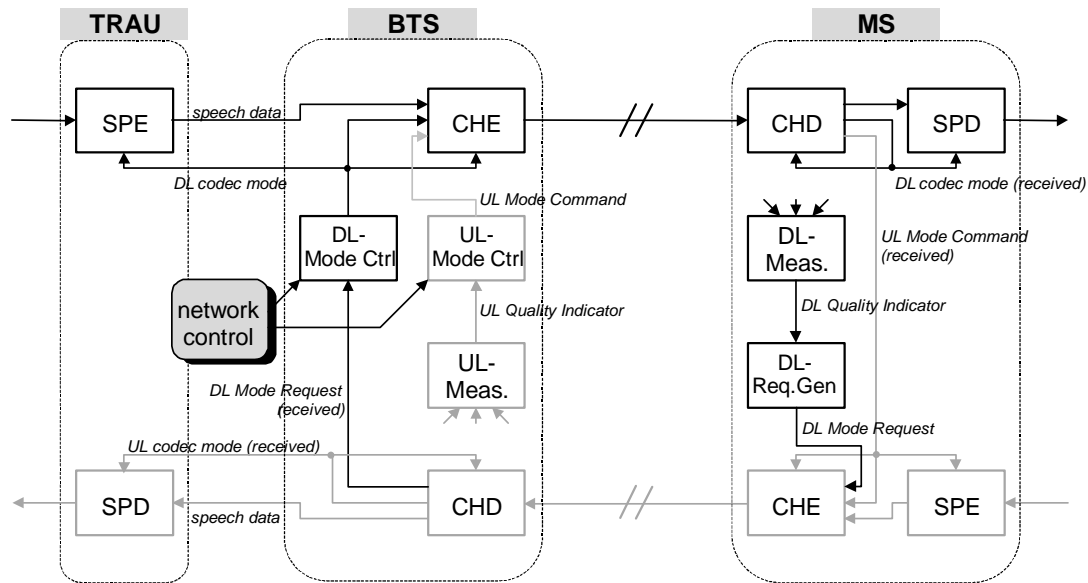 TRAU
BTS
MS
SPE
speech data
CHE
CHD
SPD
DL codec mode
DL codec mode (received)
UL Mode Command
DL-
Mode Ctrl
UL-
Mode Ctrl
DL-
Meas.
UL Mode Command
(received)
network
control
UL Quality Indicator
DL Quality Indicator
UL-
Meas.
DL-
Req.Gen
DL Mode Request
(received)
DL Mode Request
UL codec mode (received)
SPD
speech data
CHD
CHE
SPE